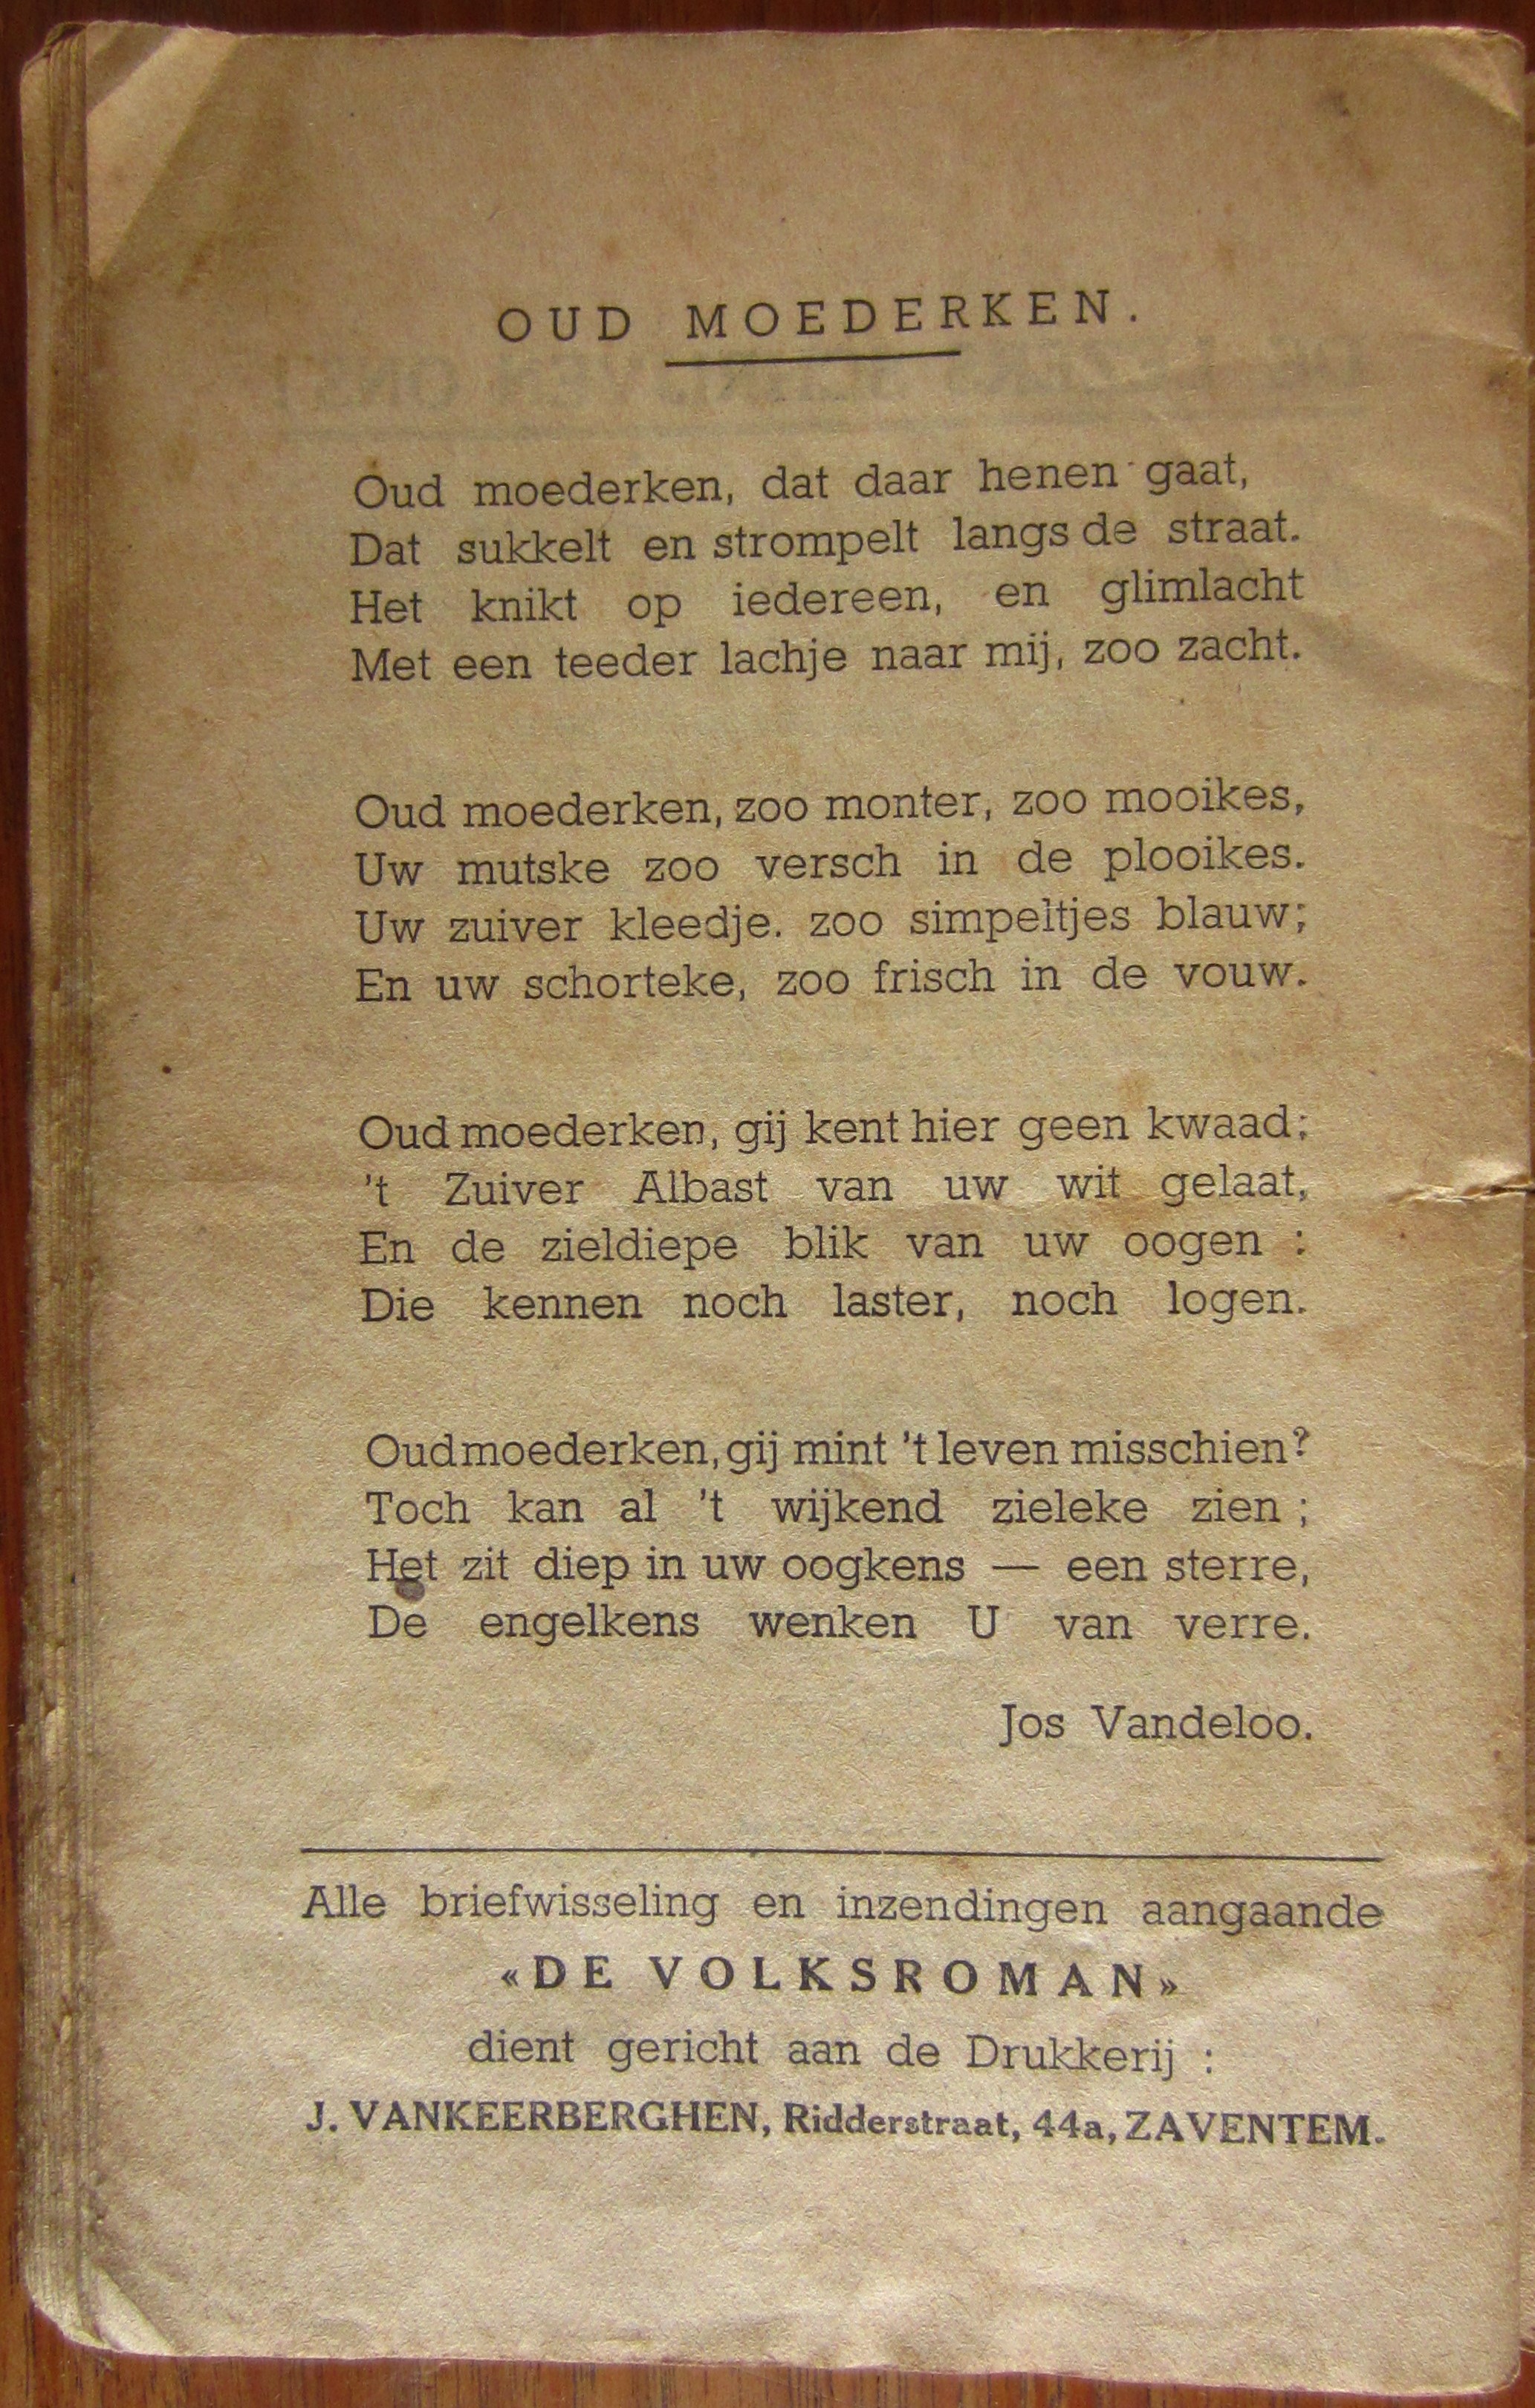 OUD MOEDERKEN.
Oud moederken, dat daar henen gaat,
Dat sukkelt en strompelt langs de straat.
Het knikt op iedereen, en glimlacht
Met een teeder lachje naar mij, zoo zacht.
Oud moederken, zoo monter, zoo mooikes,
Uw mutske zoo versch in de plooikes.
Uw zuiver kleedje. zoo simpeltjes blauw;
En uw schorteke, zoo frisch in de vouw.
Oud moederken, gij kent hier geen kwaad;
't Zuiver Albast van uw wit gelaat,
En de zieldiepe blik van uw oogen :
Die kennen noch laster, noch logen.
Oud moederken, gij mint 't leven misschien?
Toch kan al 't wijkend zieleke zien ;
Het zit diep in uw oogkens — een sterre,
De engelkens wenken U van verre.
Jos Vandeloo.
Alle briefwisseling en inzendingen aangaande
«DE VOLKSROMAN»
dient gericht aan de Drukkerij :
J. VANKEERBERGHEN, Ridderstraat, 44a, ZAVENTEM.